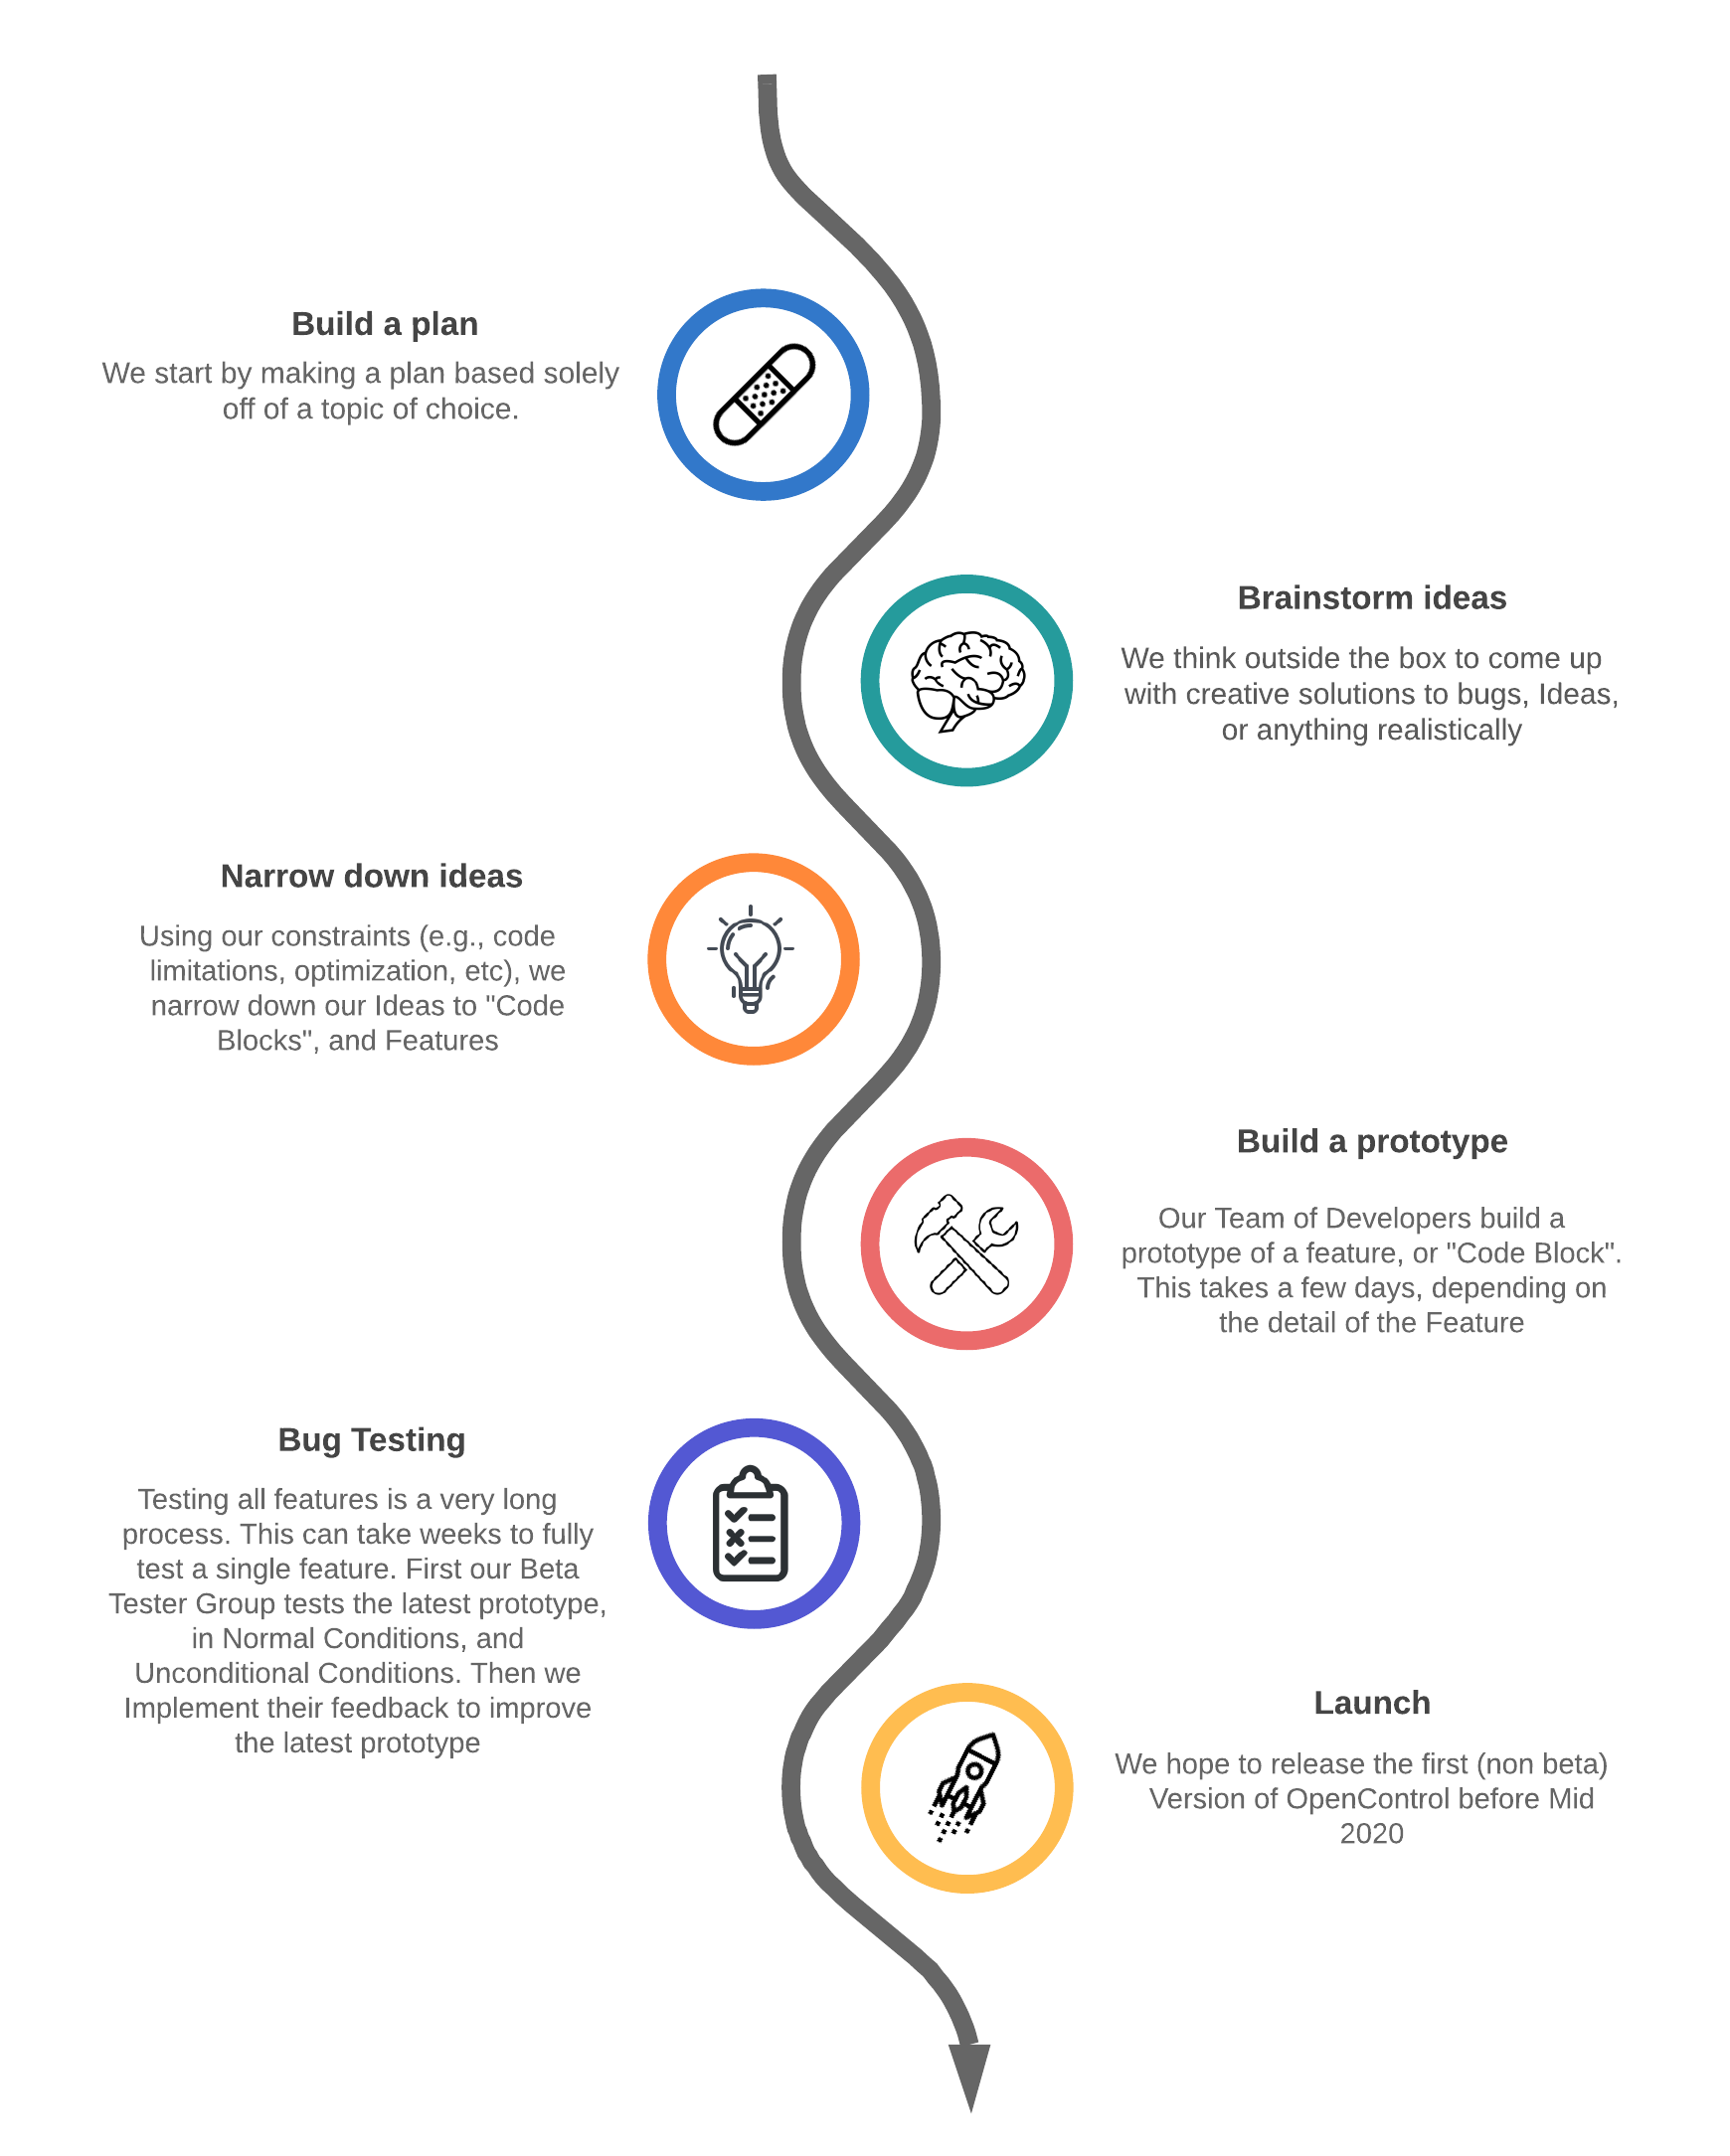 Build a plan
We start by making a plan based solely
off of a topic of choice.
Brainstorm ideas
We think outside the box to come up
with creative solutions to bugs, Ideas,
or anything realistically
Narrow down ideas
Using our constraints (e.g., code
limitations, optimization, etc), we
narrow down our Ideas to "Code
Blocks", and Features
Build a prototype
Our Team of Developers build a
prototype of a feature, or "Code Block".
This takes a few days, depending on
the detail of the Feature
Bug Testing
Testing all features is a very long
process. This can take weeks to fully
test a single feature. First our Beta
Tester Group tests the latest prototype,
in Normal Conditions, and
Unconditional Conditions. Then we
Implement their feedback to improve
the latest prototype
Launch
We hope to release the first (non beta)
Version of OpenControl before Mid
2020